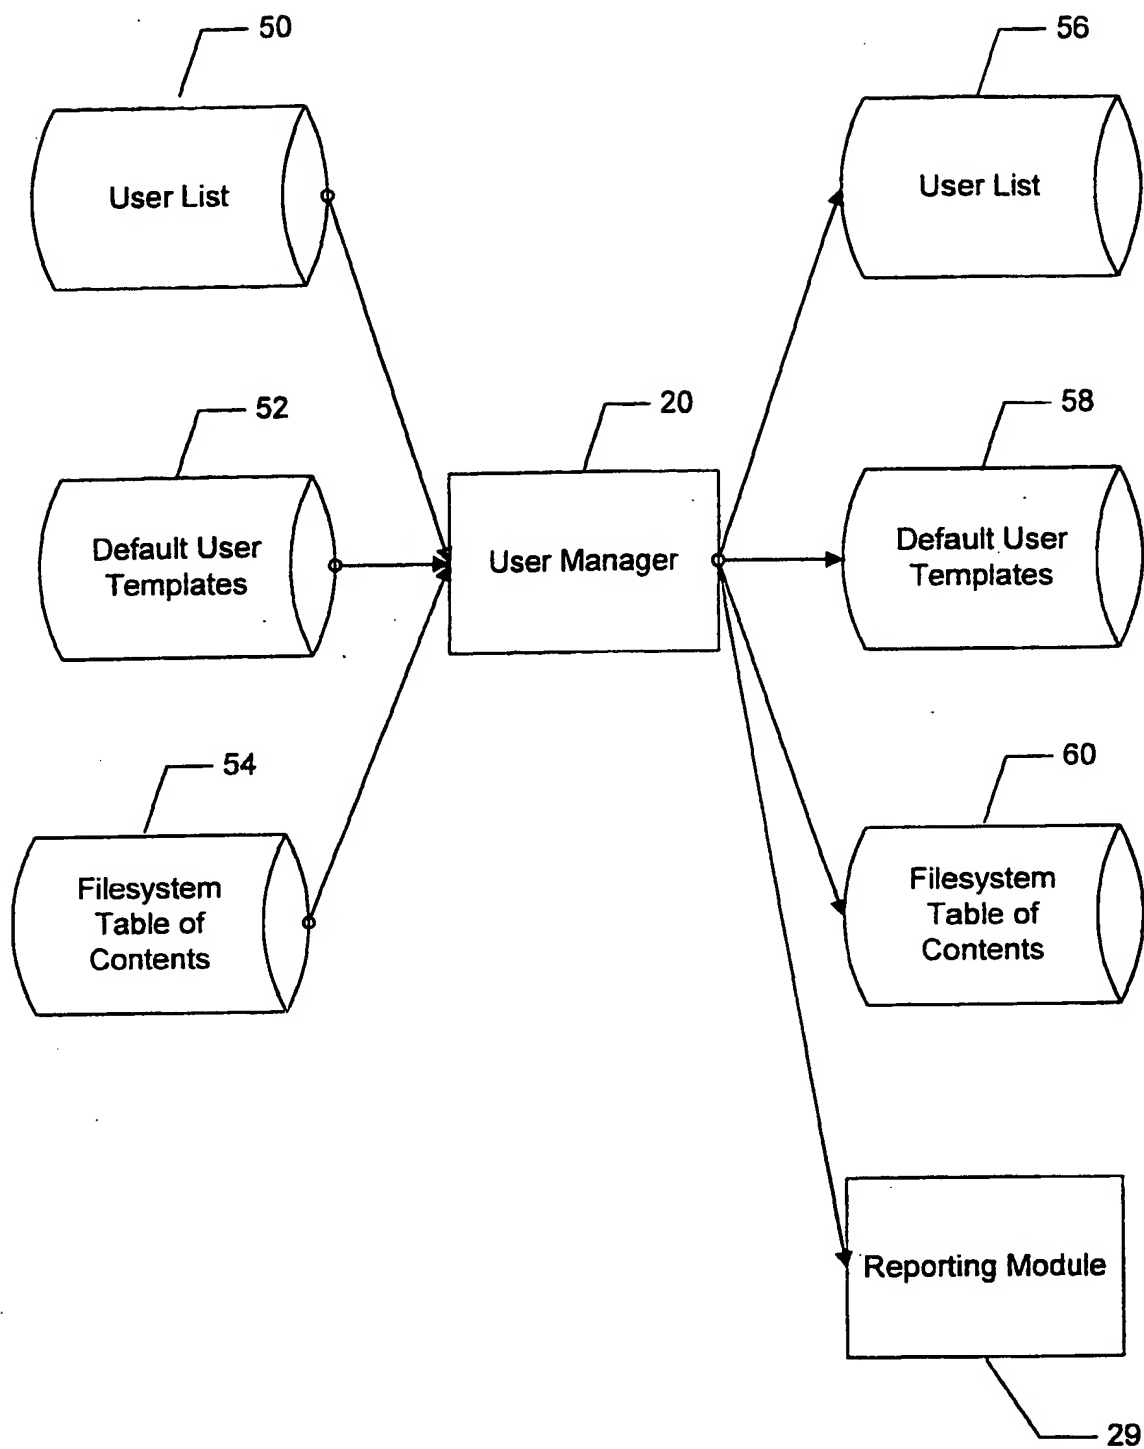 50
56
User List
User List
52
20
58
Default User
Templates
User Manager
Default User
Templates
54
60
Filesystem
Table of
Contents
Filesystem
Table of
Contents
Reporting Module
29